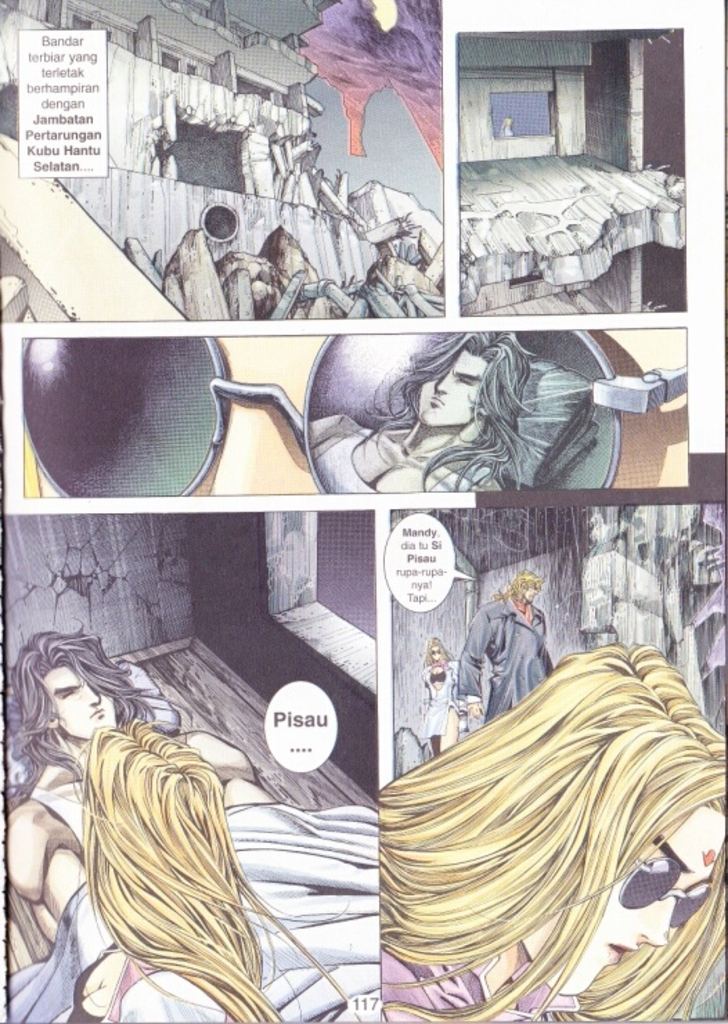 Bandar
terbiar yang
terletak
berhampiran
dengan
Jambatan
Pertarungan
Kubu Hantu
Selatan....
Pisau
....
Mandy,
dia tu Si
Pisau
rupa-rupa-
nya!
Tapi...
117